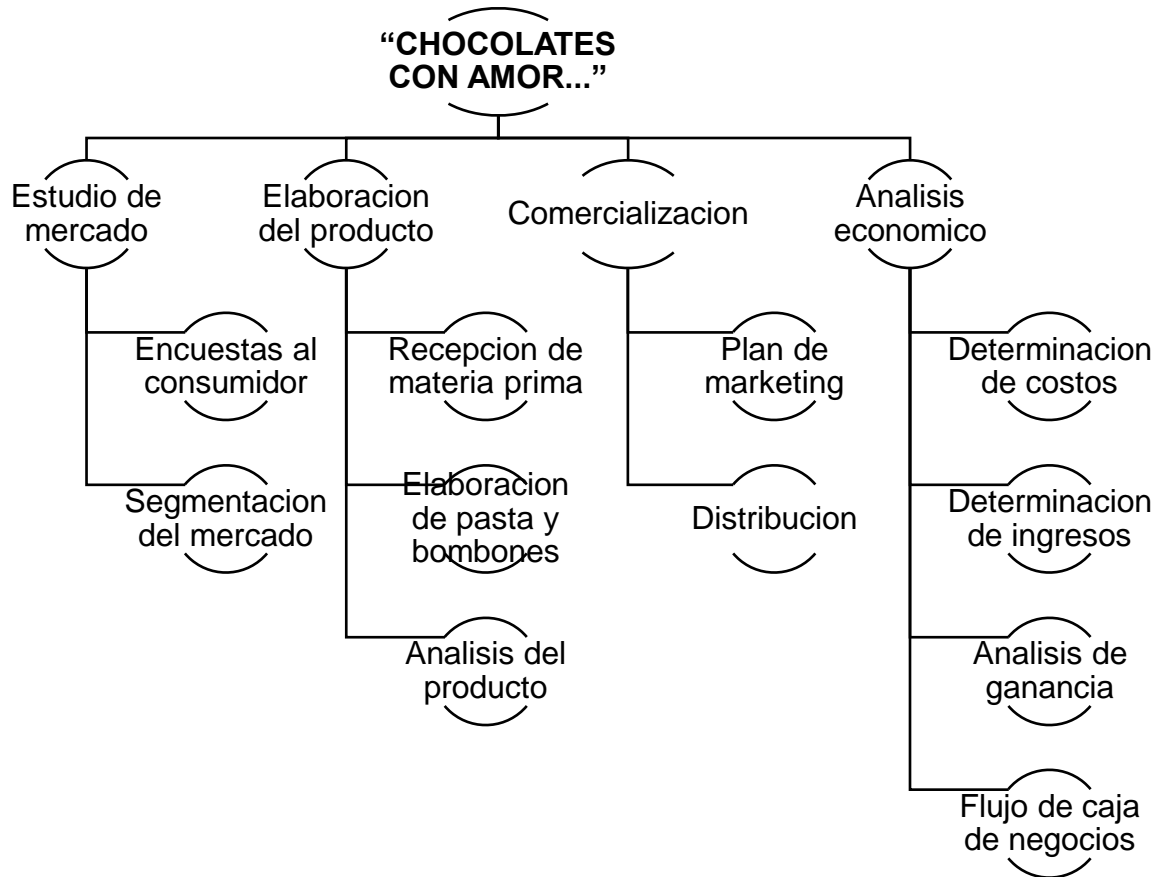 “CHOCOLATES
CON AMOR...”
Estudio de
mercado
Encuestas al
consumidor
Segmentacion
del mercado
Elaboracion
del producto
Recepcion de
materia prima
Elaboracion
de pasta y
bombones
Analisis del
producto
Comercializacion
Plan de
marketing
Distribucion
Analisis
economico
Determinacion
de costos
Determinacion
de ingresos
Analisis de
ganancia
Flujo de caja
de negocios